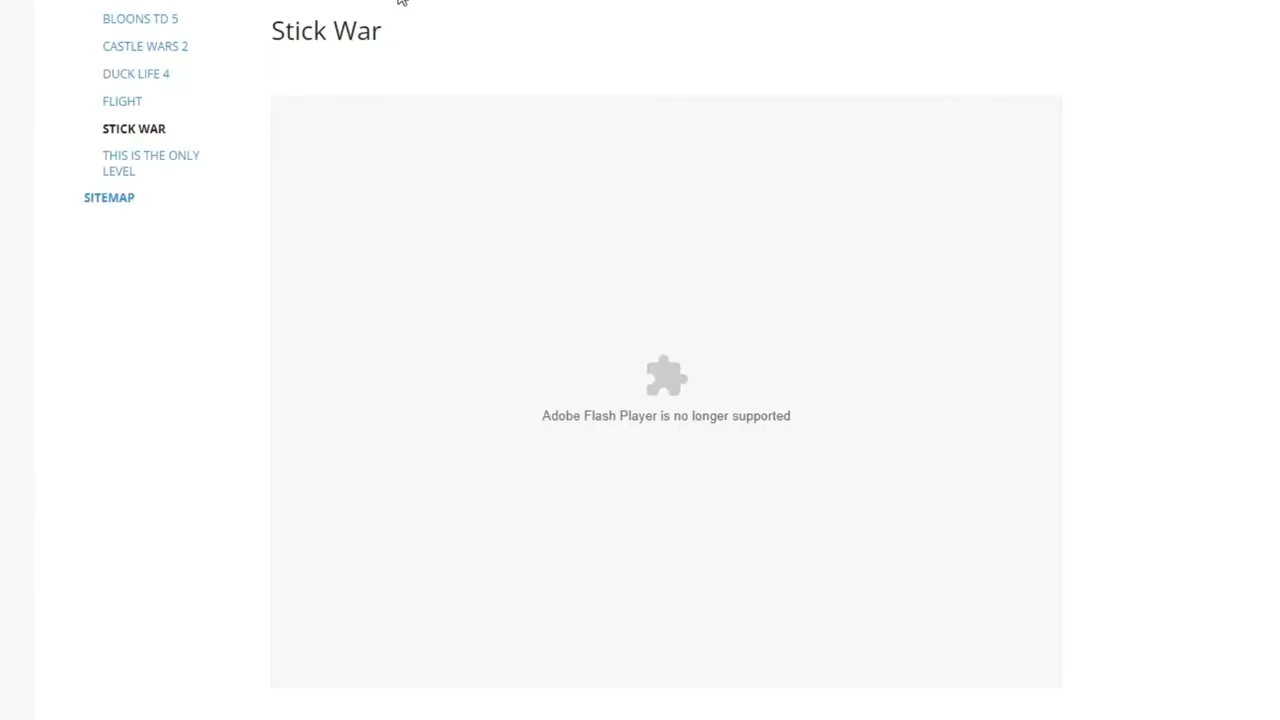 BLOONS TD 5
CASTLE WARS 2
DUCK LIFE 4
FLIGHT
STICK WAR
THIS IS THE ONLY
LEVEL
SITEMAP
Stick War
Adobe Flash Player is no longer supported